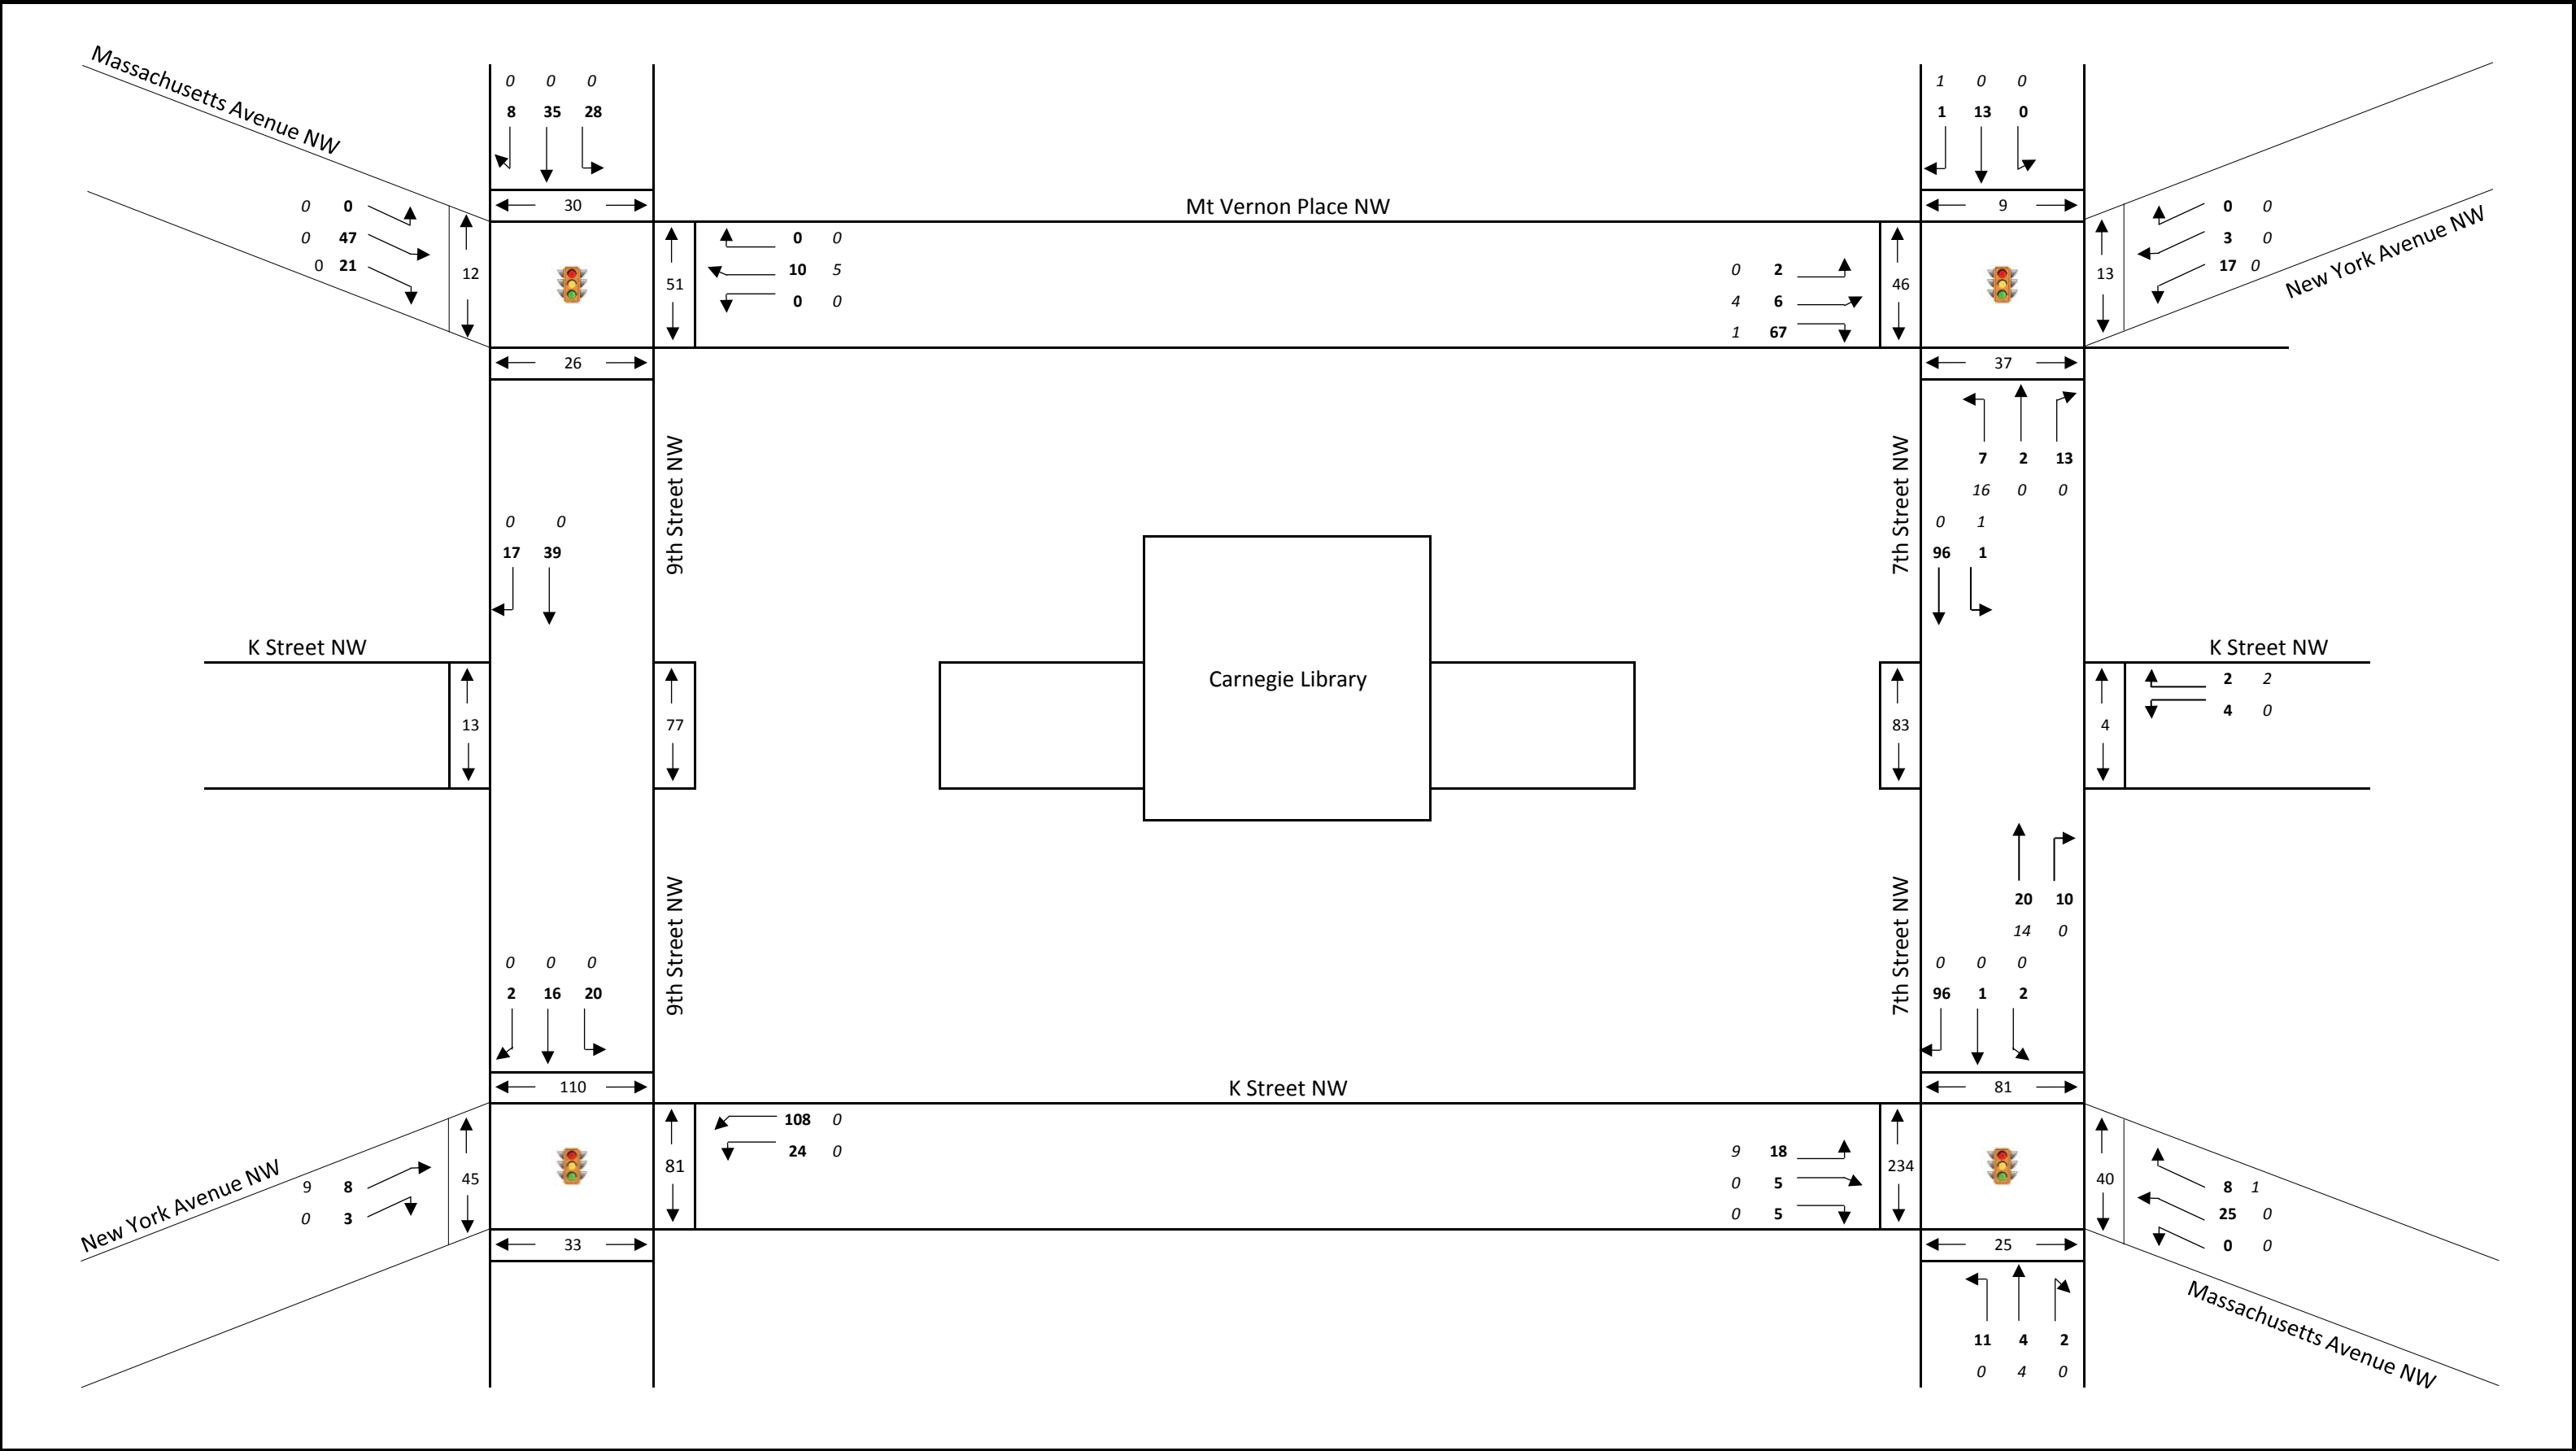 Massachusetts Avenue NW
0 0 0
8 35 28
1 0 0
1 13 0
30
9
0 0
0 47
0 21
12
51
0 0
10 5
0 0
Mt Vernon Place NW
0 2
4 6
1 67
46
13
0 0
3 0
17 0
New York Avenue NW
26
37
7 2 13
16 0 0
9th Street NW
7th Street NW
0 0
17 39
0 1
96 1
K Street NW
13
77
Carnegie Library
83
4
K Street NW
2 2
4 0
20 10
14 0
9th Street NW
7th Street NW
0 0 0
2 16 20
0 0 0
96 1 2
110
81
K Street NW
New York Avenue NW
9 8
0 3
45
81
108 0
24 0
9 18
0 5
0 5
234
40
8 1
25 0
0 0
33
25
Massachusetts Avenue NW
11 4 2
0 4 0